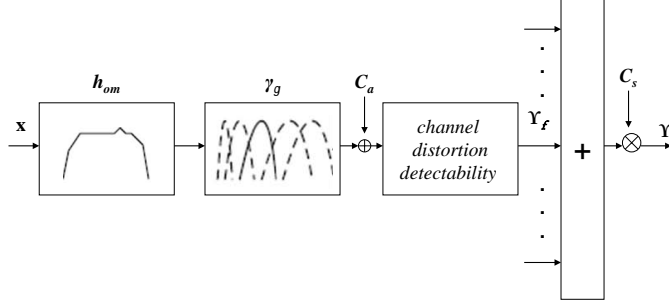 h_om
γ_g
C_a
C_s
x
channel
distortion
detectability
ϒ_f
+
ϒ